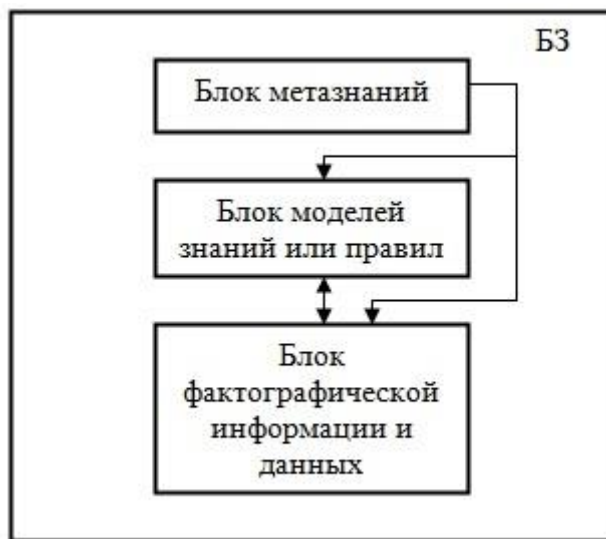 БЗ
Блок метазнаний
Блок моделей
знаний или правил
Блок
фактографической
информации и
данных